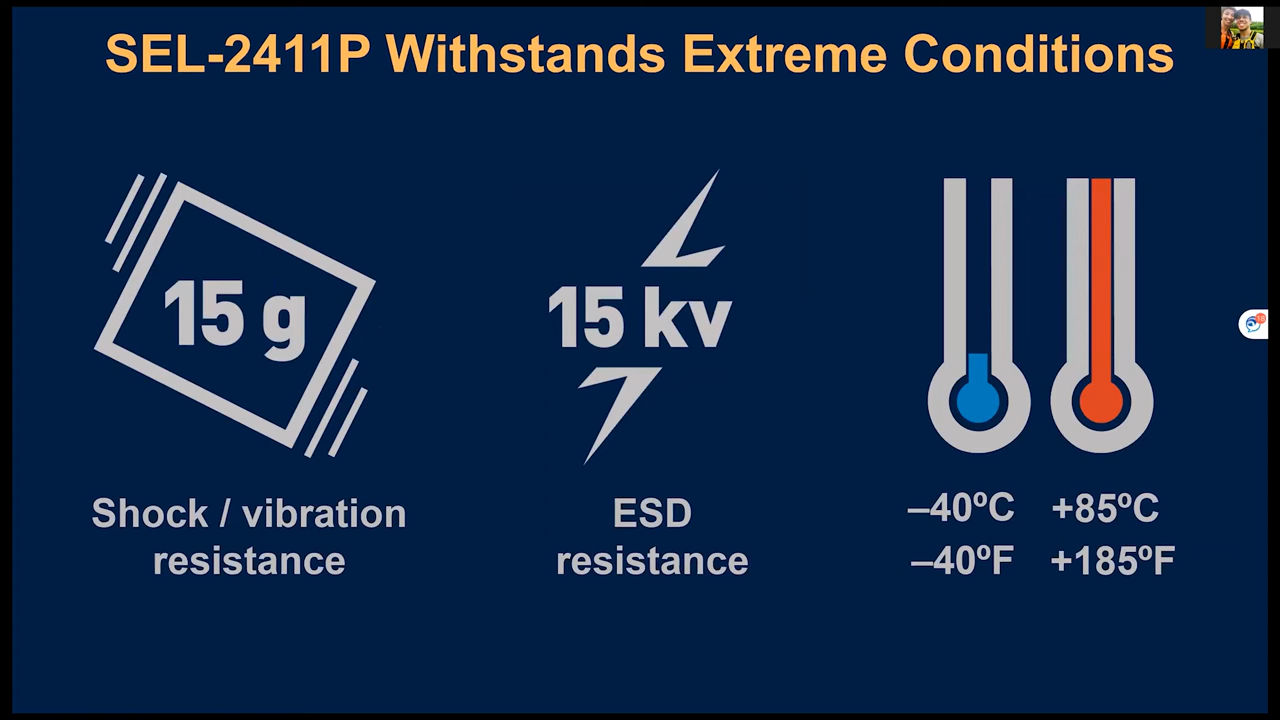 SEL-2411P Withstands Extreme Conditions
15 g
15 kv
Shock / vibration
resistance
ESD
resistance
–40ºC +85ºC
–40ºF +185ºF